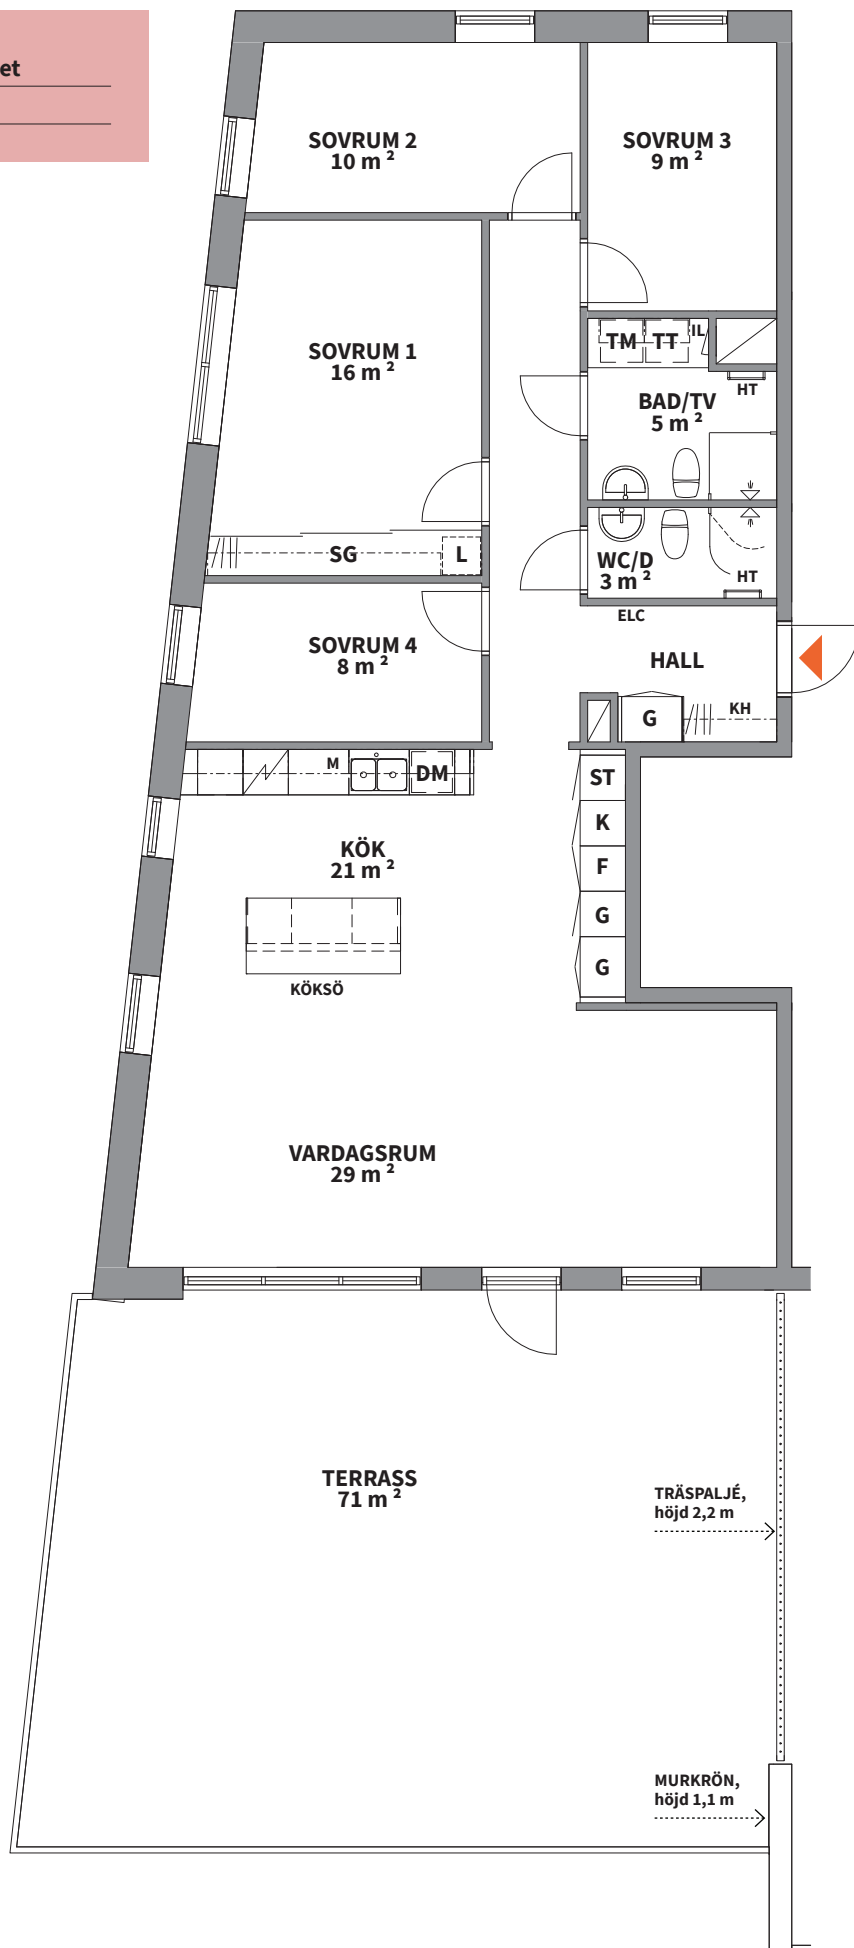 et
SOVRUM 2
10 m²
SOVRUM 3
9 m²
SOVRUM 1
16 m²
TM
TT
IL
HT
BAD/TV
5 m²
SG
L
WC/D
3 m²
HT
ELC
SOVRUM 4
8 m²
HALL
G
KH
M
DM
ST
K
F
G
G
KÖK
21 m²
KÖKSÖ
VARDAGSRUM
29 m²
TERRASS
71 m²
TRÄSPALJÉ,
höjd 2,2 m
MURKRÖN,
höjd 1,1 m